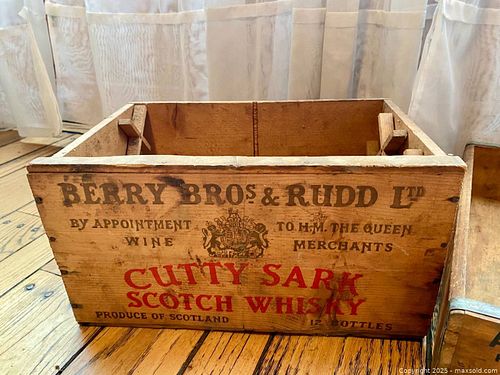 BERRY BROS & RUDD LTD
BY APPOINTMENT TO H.M. THE QUEEN
WINE MERCHANTS
CUTTY SARK
SCOTCH WHISKY
PRODUCE OF SCOTLAND 12 BOTTLES
Copyright 2025 - maxsold.com